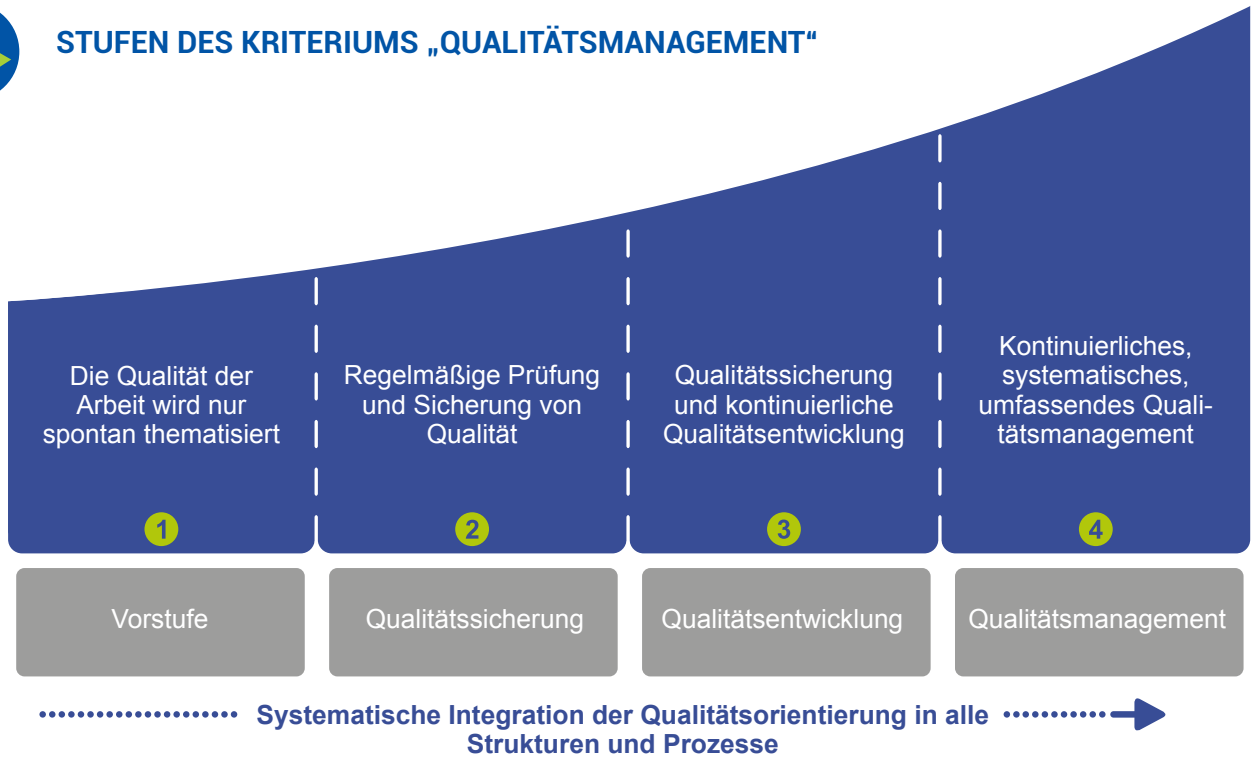 STUFEN DES KRITERIUMS „QUALITÄTSMANAGEMENT“
Die Qualität der
Arbeit wird nur
spontan thematisiert
1
Regelmäßige Prüfung
und Sicherung von
Qualität
2
Qualitätssicherung
und kontinuierliche
Qualitätsentwicklung
3
Kontinuierliches,
systematisches,
umfassendes Quali-
tätsmanagement
4
Vorstufe
Qualitätssicherung
Qualitätsentwicklung
Qualitätsmanagement
Systematische Integration der Qualitätsorientierung in alle
Strukturen und Prozesse